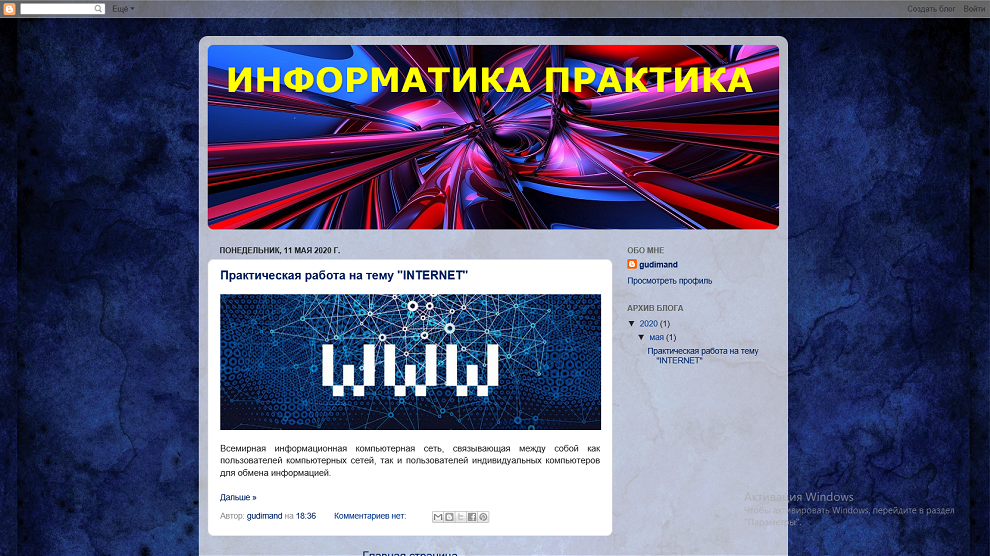 Ещё
Создать блог Войти
ИНФОРМАТИКА ПРАКТИКА
ПОНЕДЕЛЬНИК, 11 МАЯ 2020 Г.
Практическая работа на тему "INTERNET"
WWW
Всемирная информационная компьютерная сеть, связывающая между собой как
пользователей компьютерных сетей, так и пользователей индивидуальных компьютеров
для обмена информацией.
Дальше »
Автор: gudimand на 18:36 Комментариев нет:
Главная страница
ОБО МНЕ
gudimand
Просмотреть профиль
АРХИВ БЛОГА
▼ 2020 (1)
▼ мая (1)
Практическая работа на тему
"INTERNET"
Активация Windows
Чтобы активировать Windows, перейдите в раздел
"Параметры".